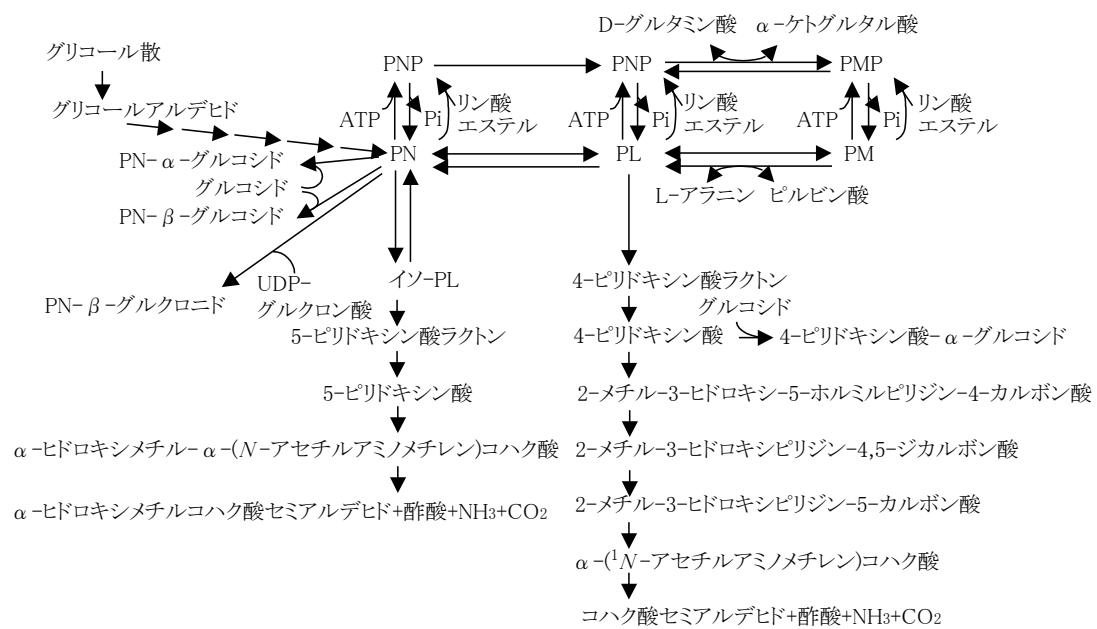 D-グルタミン酸 α-ケトグルタル酸
グリコール散
PNP
PNP
PMP
グリコールアルデヒド
ATP
Pi
リン酸
エステル
ATP
Pi
リン酸
エステル
ATP
Pi
リン酸
エステル
PN-α-グルコシド
PN
PL
PM
グルコシド
L-アラニン ピルビン酸
PN-β-グルコシド
UDP-
グルクロン酸
イソ-PL
4-ピリドキシン酸ラクトン
PN-β-グルクロニド
グルコシド
5-ピリドキシン酸ラクトン
4-ピリドキシン酸
4-ピリドキシン酸-α-グルコシド
5-ピリドキシン酸
2-メチル-3-ヒドロキシ-5-ホルミルピリジン-4-カルボン酸
α-ヒドロキシメチル-α-(N-アセチルアミノメチレン)コハク酸
2-メチル-3-ヒドロキシピリジン-4,5-ジカルボン酸
α-ヒドロキシメチルコハク酸セミアルデヒド+酢酸+NH3+CO2
2-メチル-3-ヒドロキシピリジン-5-カルボン酸
α-(¹N-アセチルアミノメチレン)コハク酸
コハク酸セミアルデヒド+酢酸+NH3+CO2